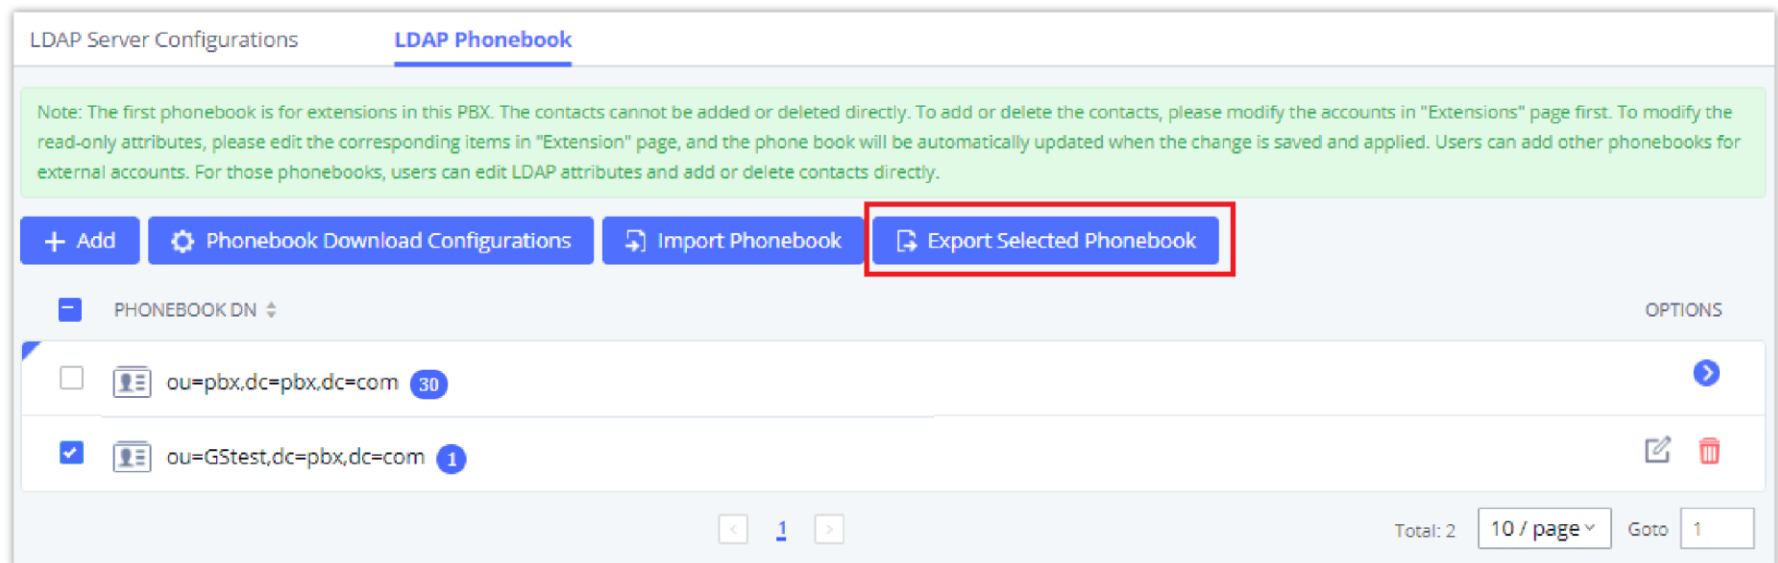 LDAP Server Configurations LDAP Phonebook
Note: The first phonebook is for extensions in this PBX. The contacts cannot be added or deleted directly. To add or delete the contacts, please modify the accounts in "Extensions" page first. To modify the
read-only attributes, please edit the corresponding items in "Extension" page, and the phone book will be automatically updated when the change is saved and applied. Users can add other phonebooks for
external accounts. For those phonebooks, users can edit LDAP attributes and add or delete contacts directly.
+ Add Phonebook Download Configurations Import Phonebook Export Selected Phonebook
PHONEBOOK DN OPTIONS
ou=pbx,dc=pbx,dc=com 30
ou=GStest,dc=pbx,dc=com 1
< 1 > Total: 2 10 / page Goto 1